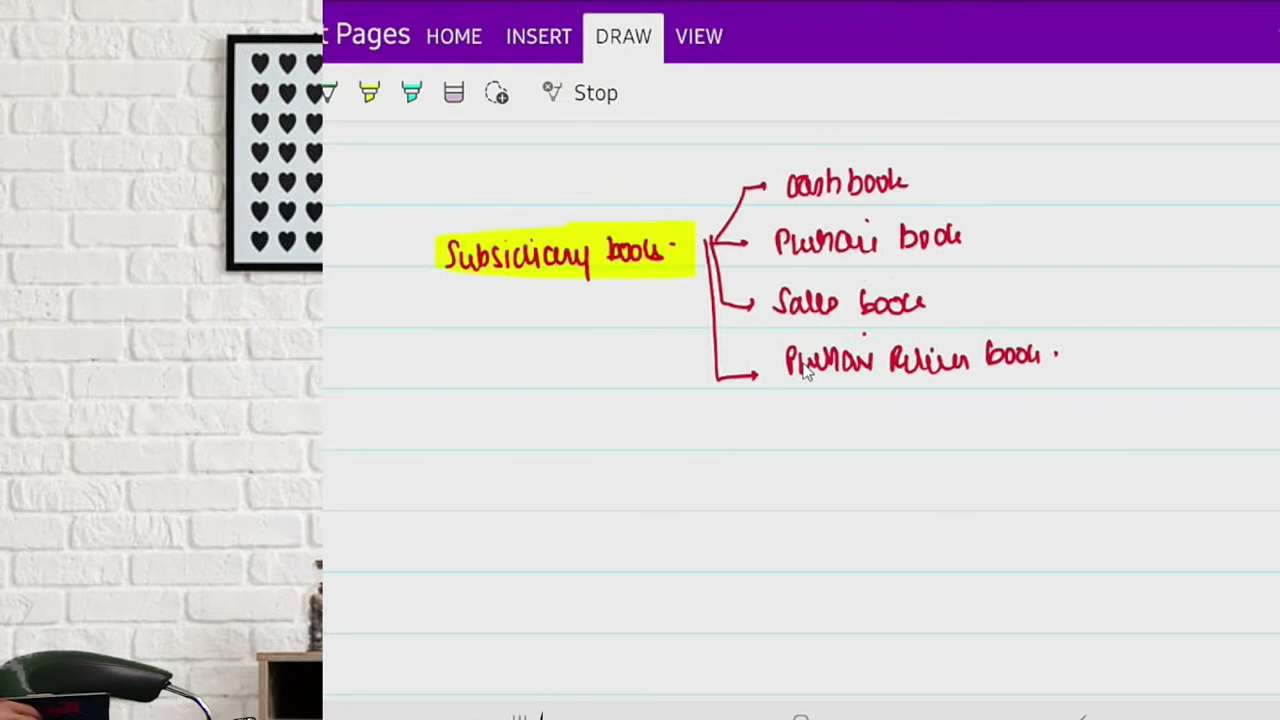 t Pages HOME INSERT DRAW VIEW
Stop
Subsidiary book.
cash book
Purchase book
Sales book
Purchase Return book.